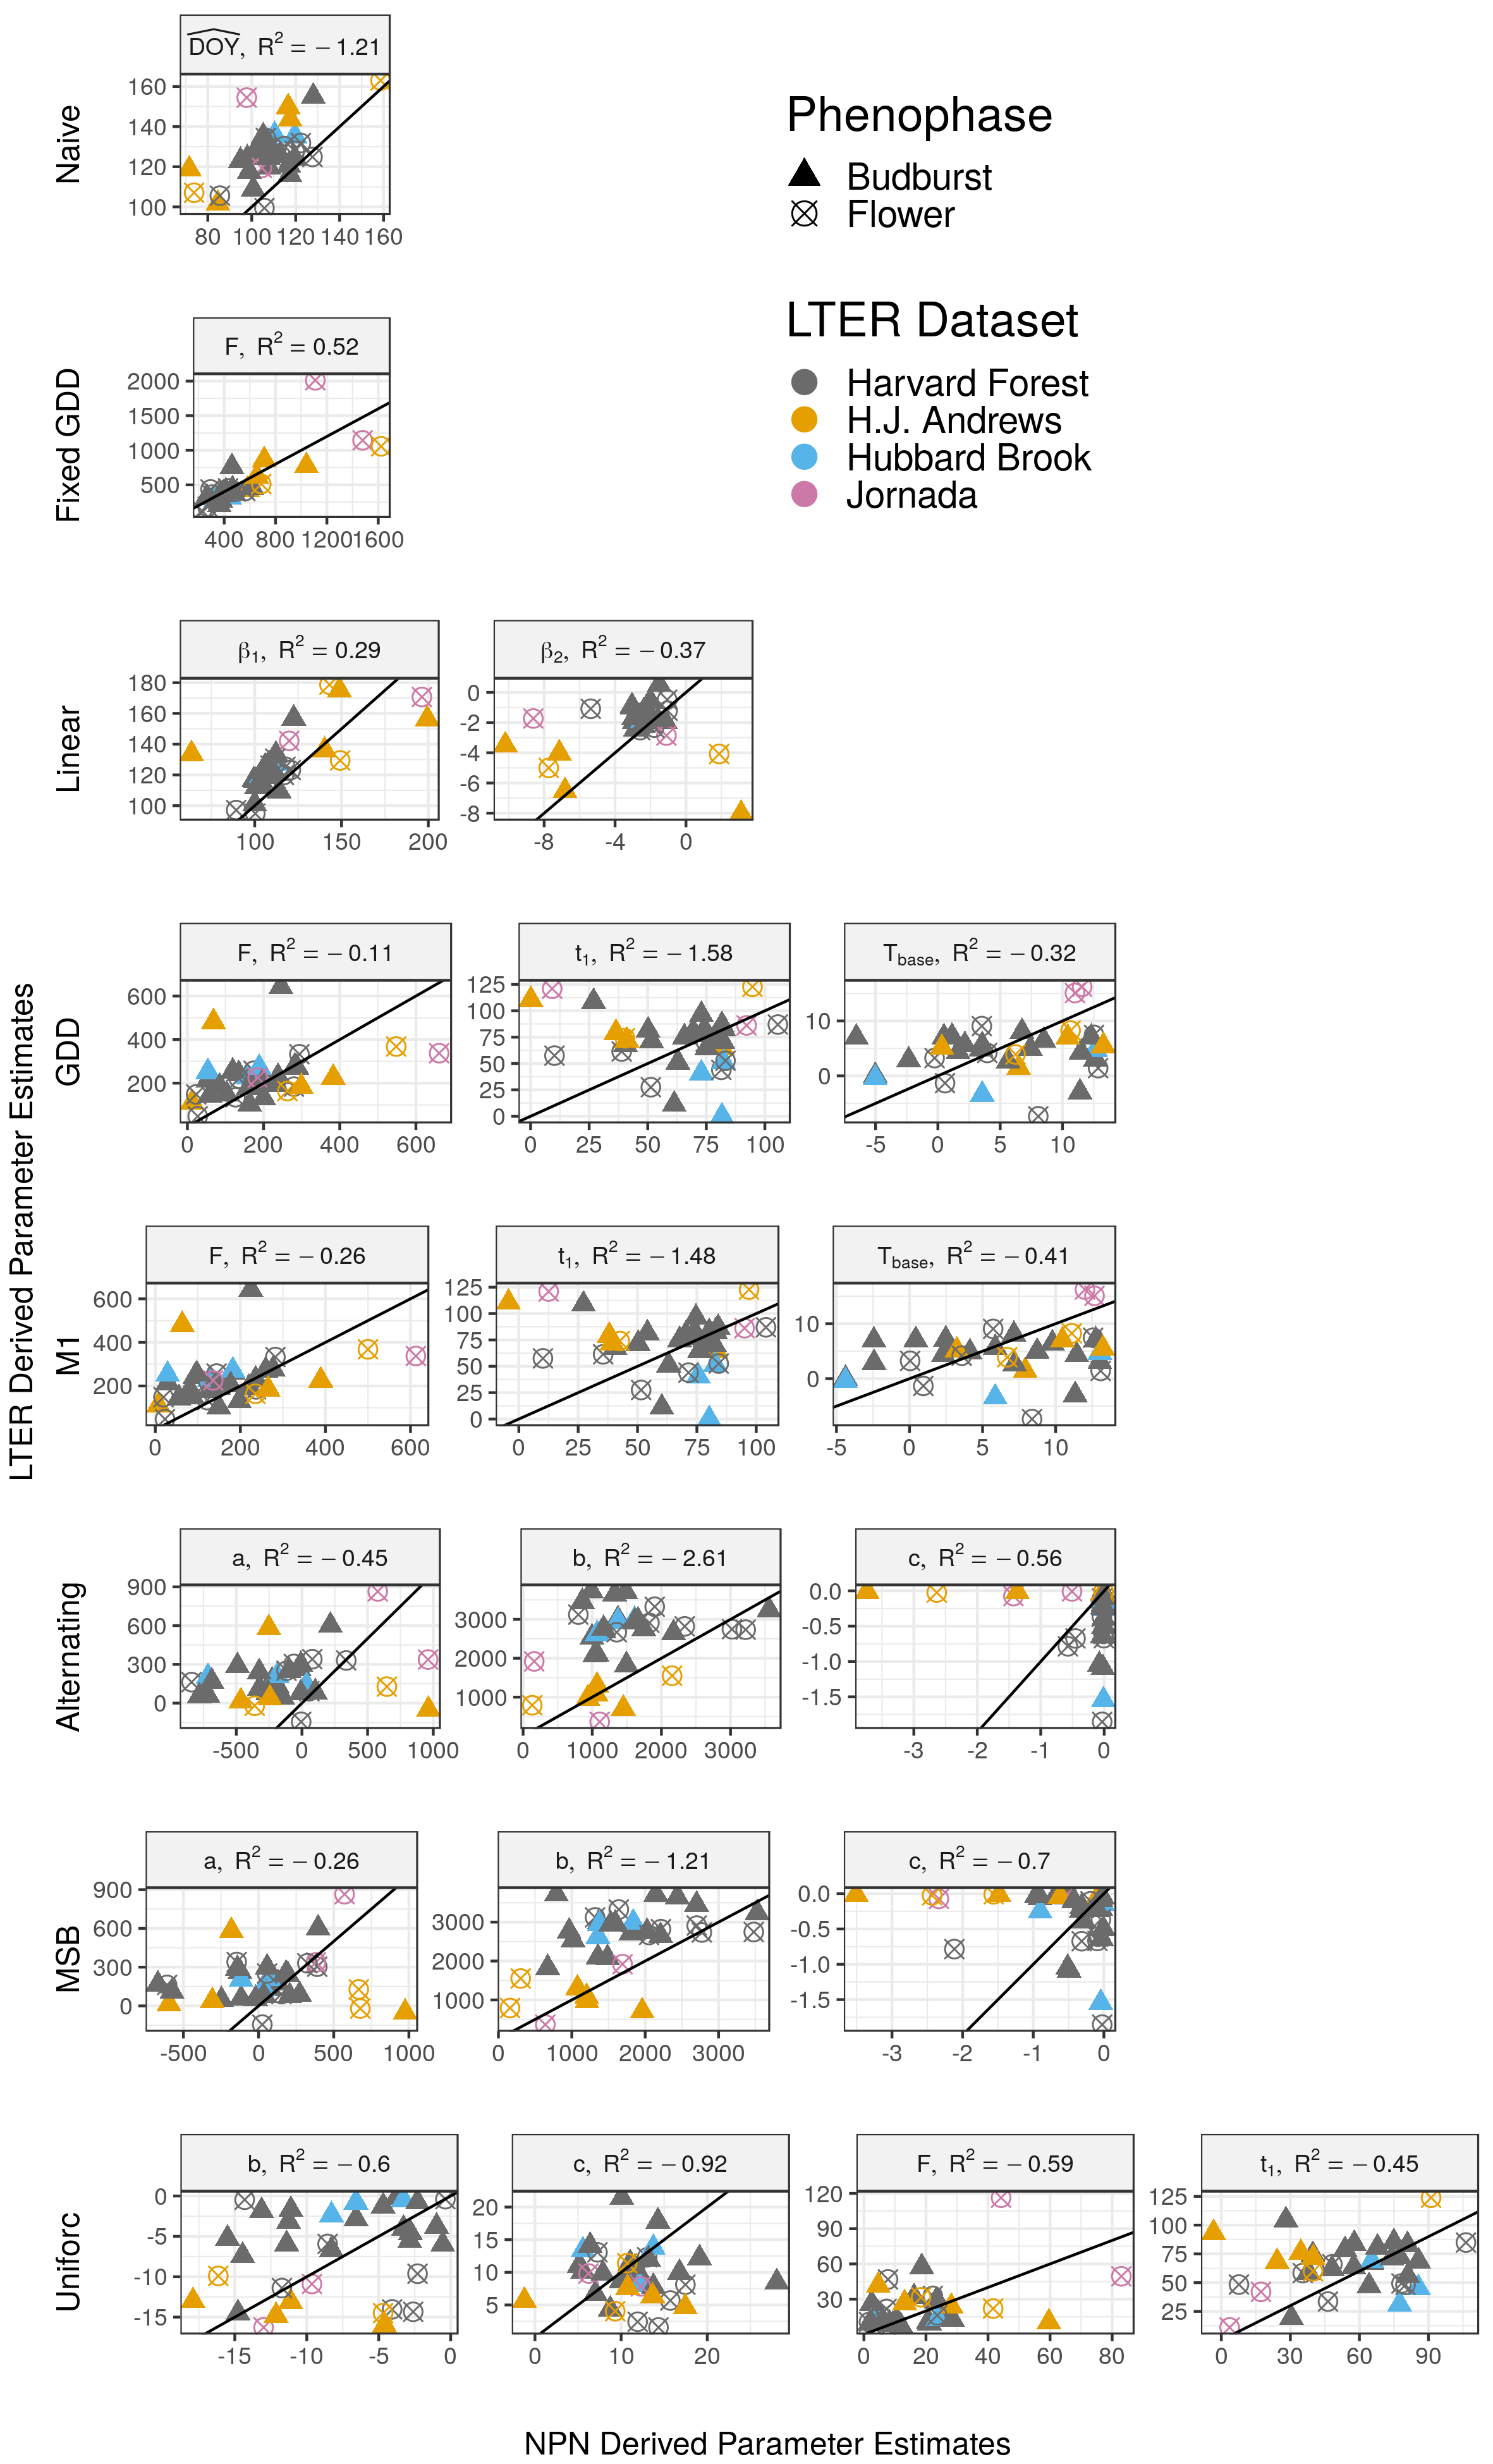 DOY, R² = − 1.21
Naive
160
140
120
100
80 100 120 140 160
Phenophase
Budburst
Flower
LTER Dataset
Harvard Forest
H.J. Andrews
Hubbard Brook
Jornada
F, R² = 0.52
Fixed GDD
2000
1500
1000
500
400 800 1200 1600
β₁, R² = 0.29
β₂, R² = − 0.37
Linear
180
160
140
120
100
100 150 200
0
-2
-4
-6
-8
-8 -4 0
LTER Derived Parameter Estimates
F, R² = − 0.11
t₁, R² = − 1.58
Tbase, R² = − 0.32
GDD
600
400
200
0 200 400 600
125
100
75
50
25
0
0 25 50 75 100
10
0
-5 0 5 10
F, R² = − 0.26
t₁, R² = − 1.48
Tbase, R² = − 0.41
M1
600
400
200
0 200 400 600
125
100
75
50
25
0
0 25 50 75 100
10
0
-5 0 5 10
a, R² = − 0.45
b, R² = − 2.61
c, R² = − 0.56
Alternating
900
600
300
0
-500 0 500 1000
3000
2000
1000
0 1000 2000 3000
0.0
-0.5
-1.0
-1.5
-3 -2 -1 0
a, R² = − 0.26
b, R² = − 1.21
c, R² = − 0.7
MSB
900
600
300
0
-500 0 500 1000
3000
2000
1000
0 1000 2000 3000
0.0
-0.5
-1.0
-1.5
-3 -2 -1 0
b, R² = − 0.6
c, R² = − 0.92
F, R² = − 0.59
t₁, R² = − 0.45
Uniforc
0
-5
-10
-15
-15 -10 -5 0
20
15
10
5
0 10 20
120
90
60
30
0 20 40 60 80
125
100
75
50
25
0 30 60 90
NPN Derived Parameter Estimates